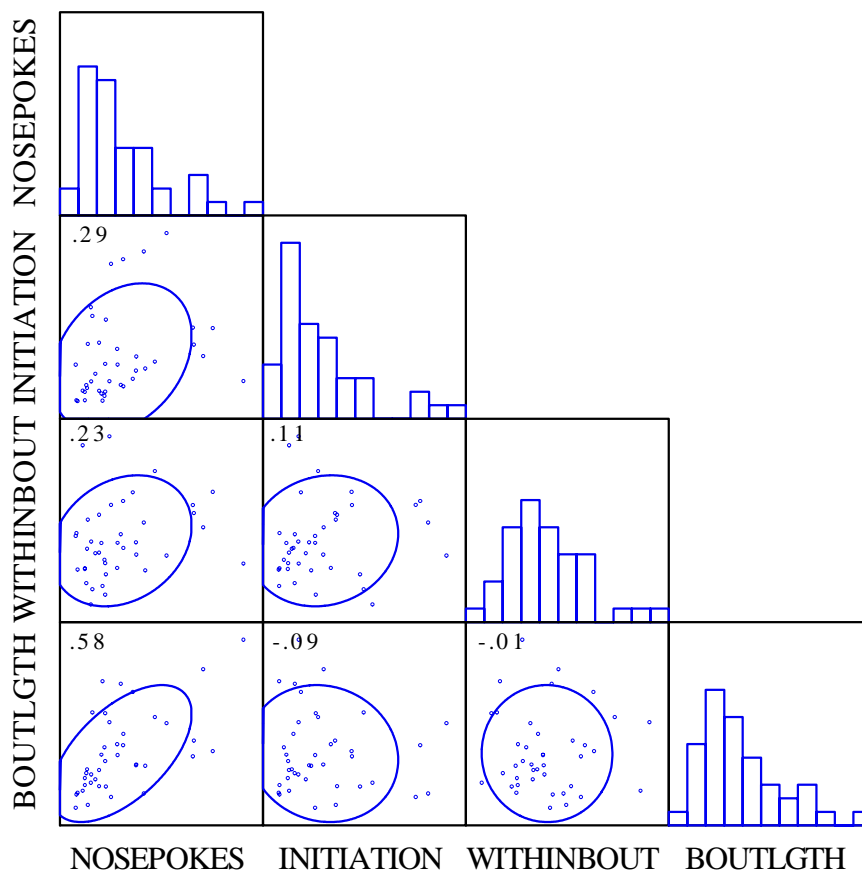 NOSEPOKES
INITIATION
.29
WITHINBOUT
.23
.11
BOUTLGTH
.58
-.09
-.01
NOSEPOKES INITIATION WITHINBOUT BOUTLGTH